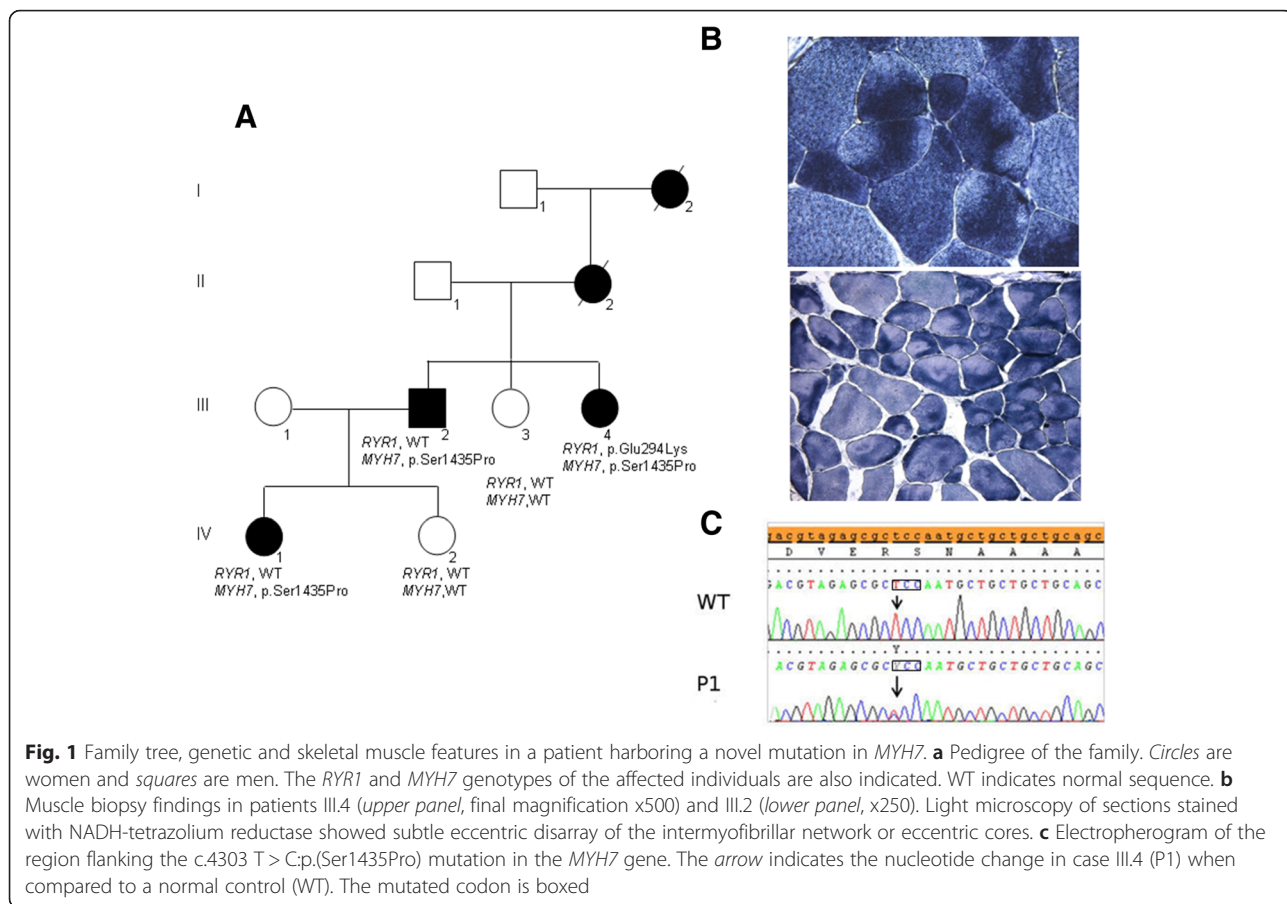 A
B
I
1
2
II
1
2
III
1
2
3
4
RYR1, WT
MYH7, p.Ser1435Pro
RYR1, WT
MYH7,WT
RYR1, p.Glu294Lys
MYH7, p.Ser1435Pro
IV
1
2
RYR1, WT
MYH7, p.Ser1435Pro
RYR1, WT
MYH7,WT
C
gacgtagagcgctccaatgctgctgctgcagc
D V E R S N A A A A
WT
GACGTAGAGCGCTCCAATGCTGCTGCTGCAGC
Y
P1
ACGTAGAGCGCYCCAATGCTGCTGCTGCAGC
Fig. 1 Family tree, genetic and skeletal muscle features in a patient harboring a novel mutation in MYH7. a Pedigree of the family. Circles are
women and squares are men. The RYR1 and MYH7 genotypes of the affected individuals are also indicated. WT indicates normal sequence. b
Muscle biopsy findings in patients III.4 (upper panel, final magnification x500) and III.2 (lower panel, x250). Light microscopy of sections stained
with NADH-tetrazolium reductase showed subtle eccentric disarray of the intermyofibrillar network or eccentric cores. c Electropherogram of the
region flanking the c.4303 T > C:p.(Ser1435Pro) mutation in the MYH7 gene. The arrow indicates the nucleotide change in case III.4 (P1) when
compared to a normal control (WT). The mutated codon is boxed